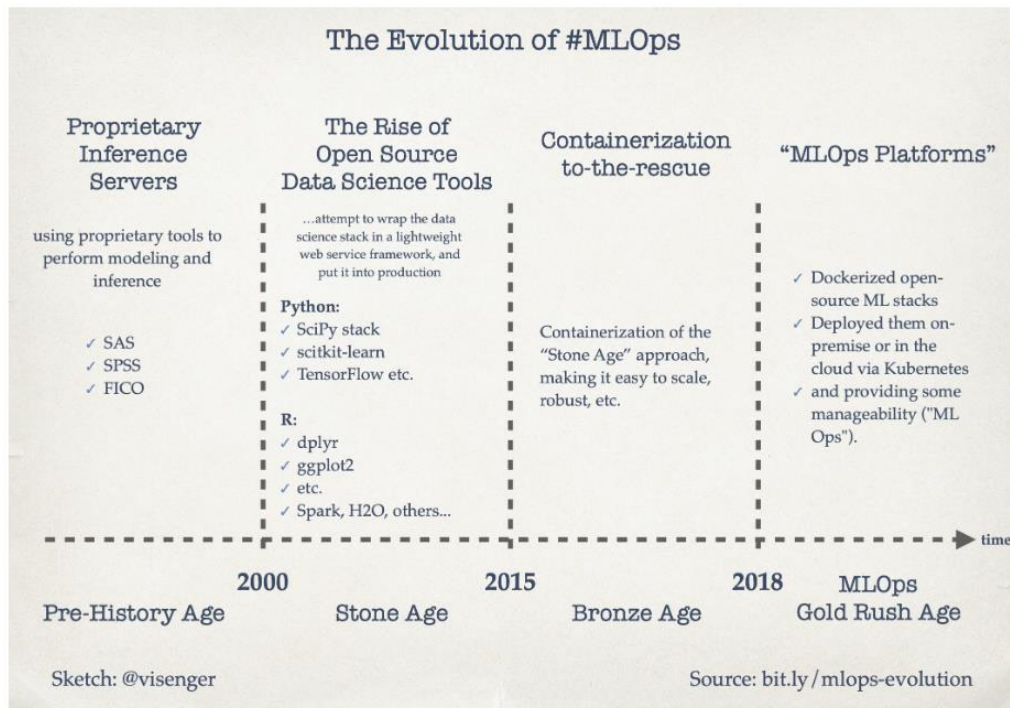 The Evolution of #MLOps
Proprietary
Inference
Servers
using proprietary tools to
perform modeling and
inference
✓ SAS
✓ SPSS
✓ FICO
The Rise of
Open Source
Data Science Tools
...attempt to wrap the data
science stack in a lightweight
web service framework, and
put it into production
Python:
✓ SciPy stack
✓ scitkit-learn
✓ TensorFlow etc.
R:
✓ dplyr
✓ ggplot2
✓ etc.
✓ Spark, H2O, others...
Containerization
to-the-rescue
Containerization of the
“Stone Age” approach,
making it easy to scale,
robust, etc.
“MLOps Platforms”
✓ Dockerized open-
source ML stacks
✓ Deployed them on-
premise or in the
cloud via Kubernetes
✓ and providing some
manageability ("ML
Ops").
time
2000
2015
2018
Pre-History Age
Stone Age
Bronze Age
MLOps
Gold Rush Age
Sketch: @visenger
Source: bit.ly/mlops-evolution